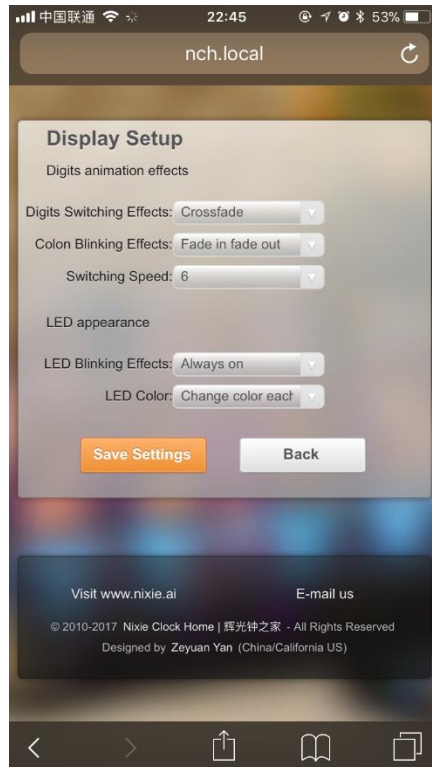 中国联通 22:45 53%
nch.local
Display Setup
Digits animation effects
Digits Switching Effects: Crossfade
Colon Blinking Effects: Fade in fade out
Switching Speed: 6
LED appearance
LED Blinking Effects: Always on
LED Color: Change color each
Save Settings Back
Visit www.nixie.ai E-mail us
© 2010-2017 Nixie Clock Home | 辉光钟之家 - All Rights Reserved
Designed by Zeyuan Yan (China/California US)